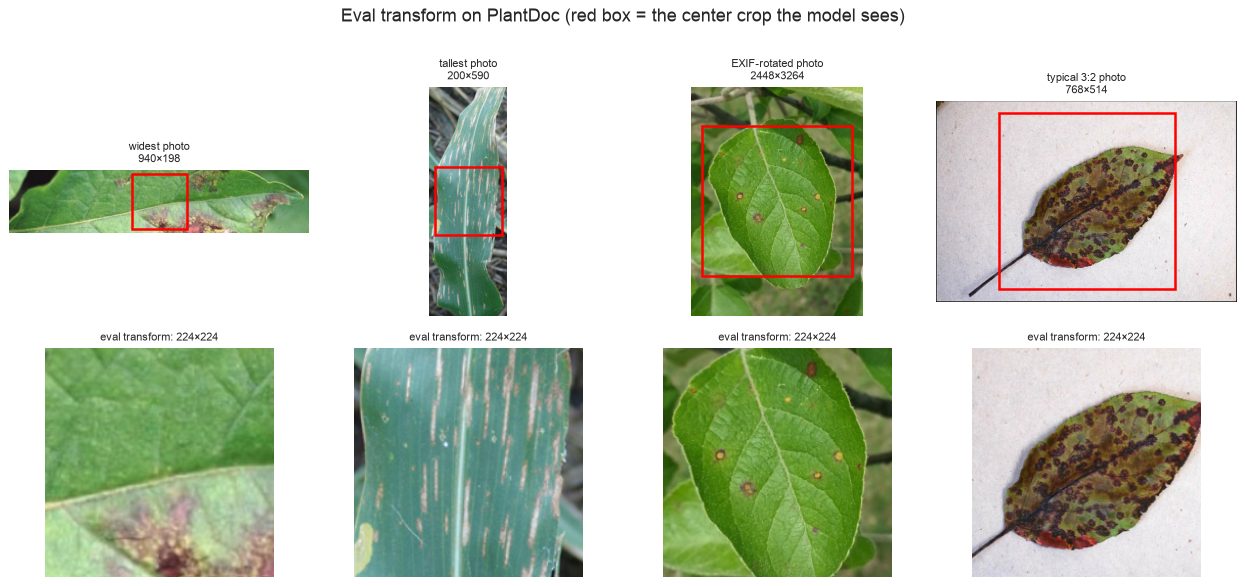 Eval transform on PlantDoc (red box = the center crop the model sees)
widest photo
940×198
tallest photo
200×590
EXIF-rotated photo
2448×3264
typical 3:2 photo
768×514
eval transform: 224×224
eval transform: 224×224
eval transform: 224×224
eval transform: 224×224